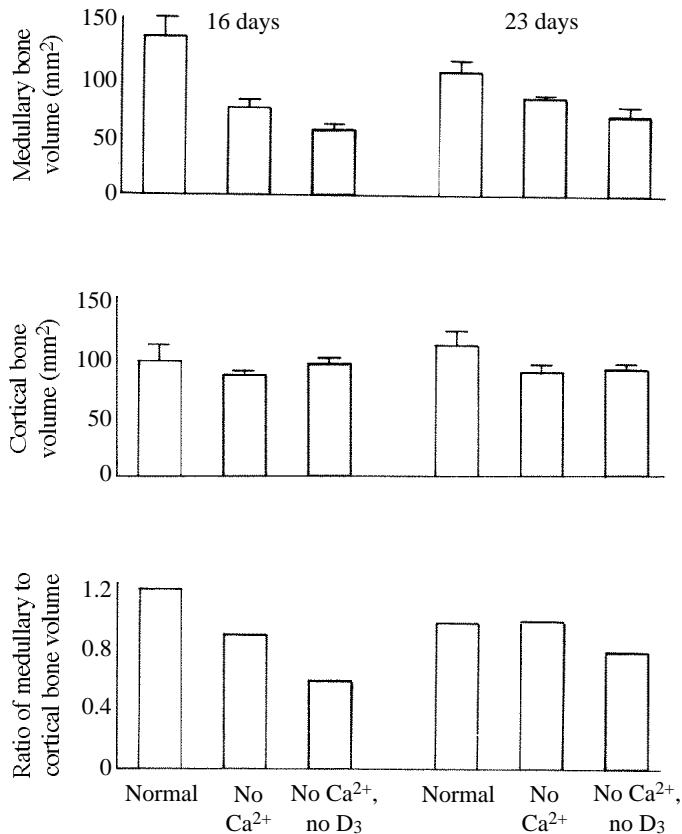 16 days
23 days
Medullary bone
volume (mm²)
150
100
50
0
Cortical bone
volume (mm²)
150
100
50
0
Ratio of medullary to
cortical bone volume
1.2
0.8
0.4
0
Normal
No
Ca²⁺
No Ca²⁺,
no D₃
Normal
No
Ca²⁺
No Ca²⁺,
no D₃